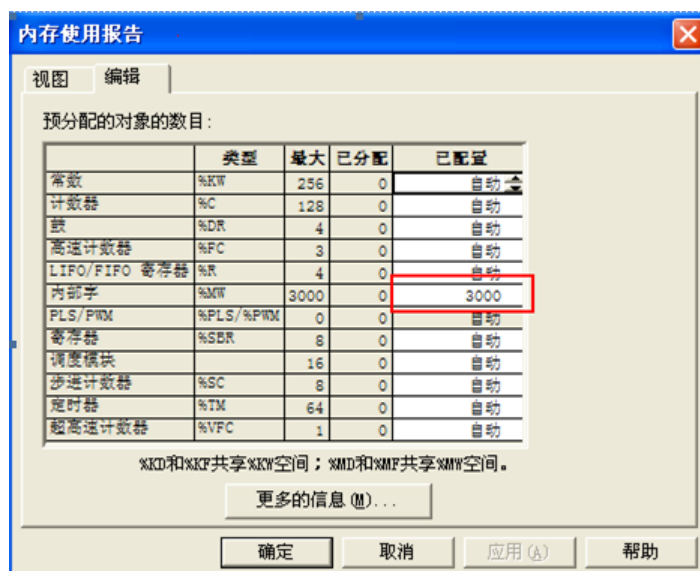 内存使用报告
视图 编辑
预分配的对象的数目:
类型 最大 已分配 已配置
常数 %KW 256 0 自动
计数器 %C 128 0 自动
鼓 %DR 4 0 自动
高速计数器 %FC 3 0 自动
LIFO/FIFO 寄存器 %R 4 0 自动
内部字 %MW 3000 0 3000
PLS/PWM %PLS/%PWM 0 0 自动
寄存器 %SBR 8 0 自动
调度模块 16 0 自动
步进计数器 %SC 8 0 自动
定时器 %TM 64 0 自动
超高速计数器 %VFC 1 0 自动
%KD和%KF共享%KW空间；%MD和%MF共享%MW空间。
更多的信息(M)...
确定 取消 应用(A) 帮助